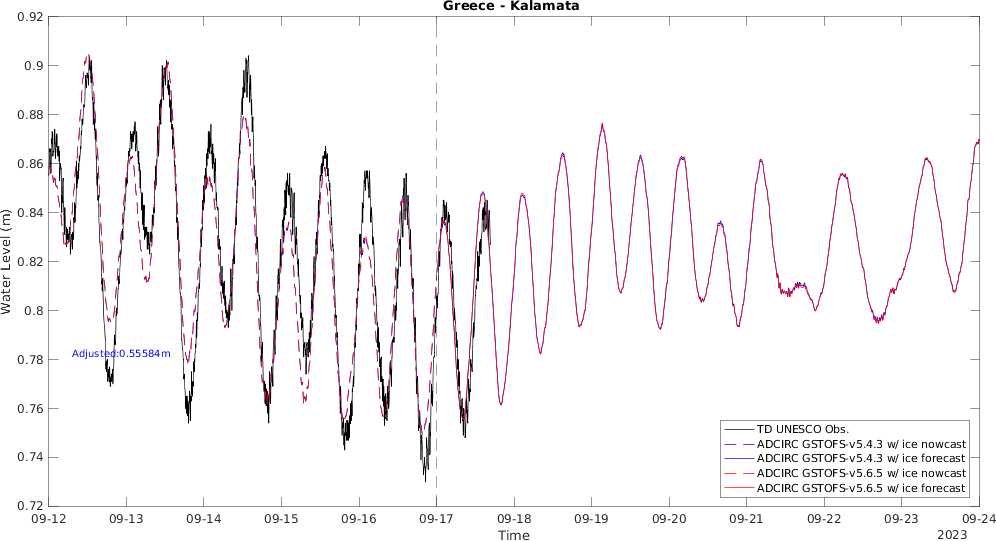 Greece - Kalamata
0.92
0.9
0.88
0.86
0.84
0.82
0.8
0.78
0.76
0.74
0.72
Water Level (m)
Adjusted:0.55584m
TD UNESCO Obs.
ADCIRC GSTOFS-v5.4.3 w/ ice nowcast
ADCIRC GSTOFS-v5.4.3 w/ ice forecast
ADCIRC GSTOFS-v5.6.5 w/ ice nowcast
ADCIRC GSTOFS-v5.6.5 w/ ice forecast
09-12 09-13 09-14 09-15 09-16 09-17 09-18 09-19 09-20 09-21 09-22 09-23 09-24
Time
2023